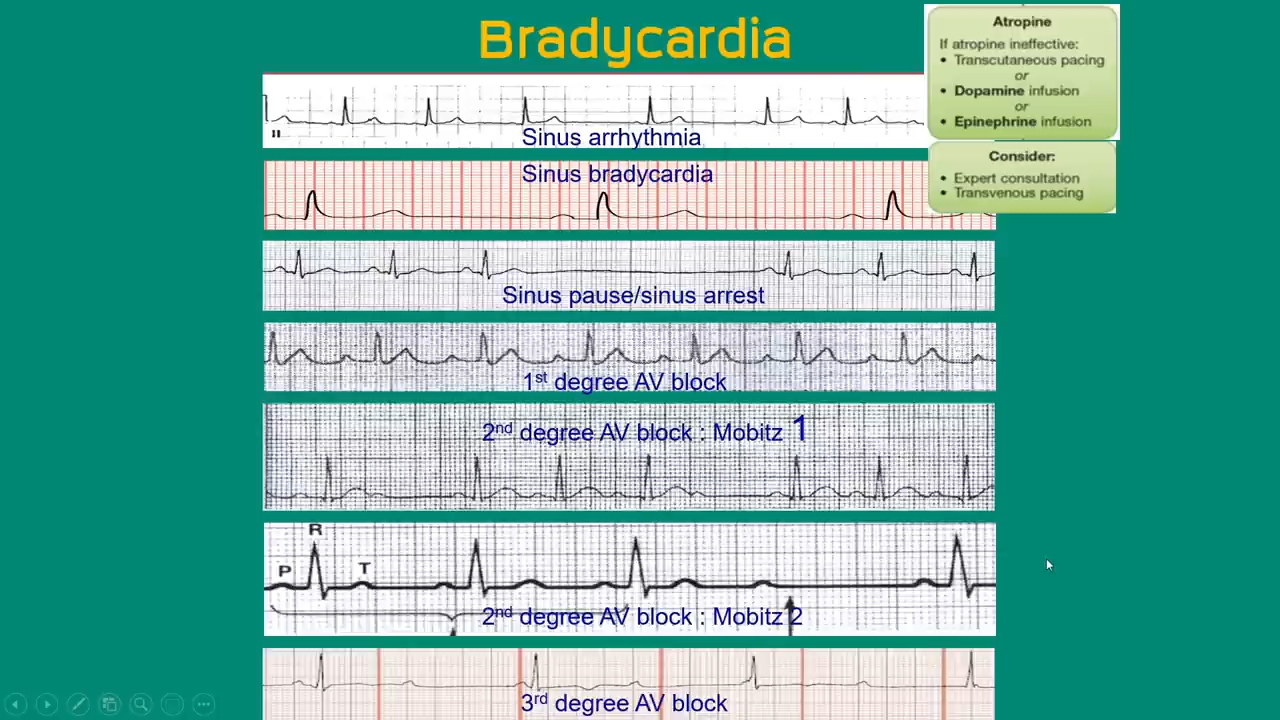 Bradycardia
Atropine
If atropine ineffective:
• Transcutaneous pacing
or
• Dopamine infusion
or
• Epinephrine infusion
Consider:
• Expert consultation
• Transvenous pacing
II
Sinus arrhythmia
Sinus bradycardia
Sinus pause/sinus arrest
1st degree AV block
2nd degree AV block : Mobitz 1
R
P
T
2nd degree AV block : Mobitz 2
3rd degree AV block